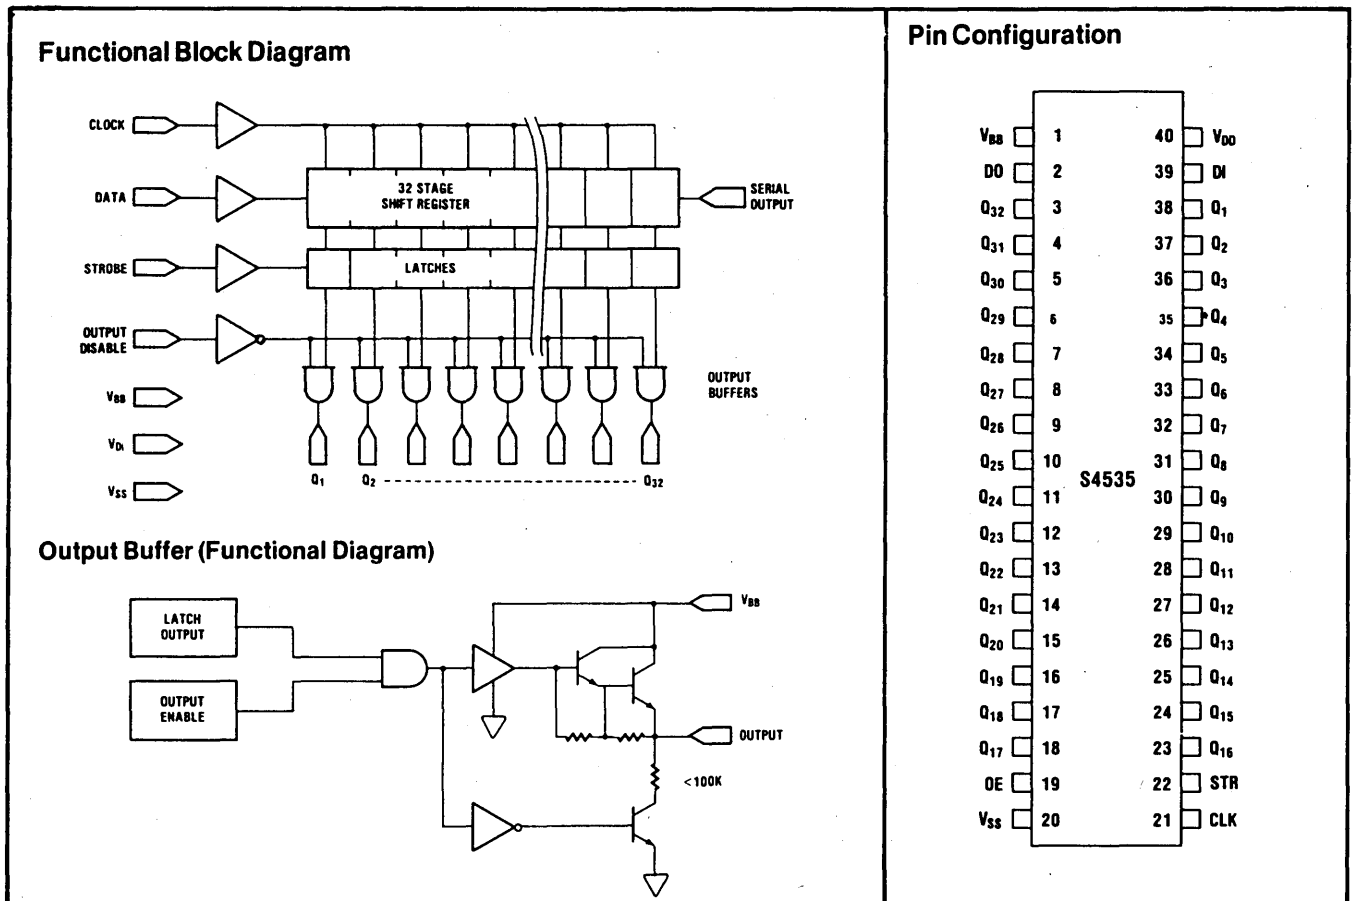 Functional Block Diagram
CLOCK
DATA
STROBE
OUTPUT
DISABLE
VBB
VDI
VSS
32 STAGE
SHIFT REGISTER
LATCHES
SERIAL
OUTPUT
OUTPUT
BUFFERS
Q1
Q2
Q32
Output Buffer (Functional Diagram)
LATCH
OUTPUT
OUTPUT
ENABLE
VBB
OUTPUT
<100K
Pin Configuration
VBB 1 40 VDD
DO 2 39 DI
Q32 3 38 Q1
Q31 4 37 Q2
Q30 5 36 Q3
Q29 6 35 Q4
Q28 7 34 Q5
Q27 8 33 Q6
Q26 9 32 Q7
Q25 10 31 Q8
S4535
Q24 11 30 Q9
Q23 12 29 Q10
Q22 13 28 Q11
Q21 14 27 Q12
Q20 15 26 Q13
Q19 16 25 Q14
Q18 17 24 Q15
Q17 18 23 Q16
OE 19 22 STR
VSS 20 21 CLK